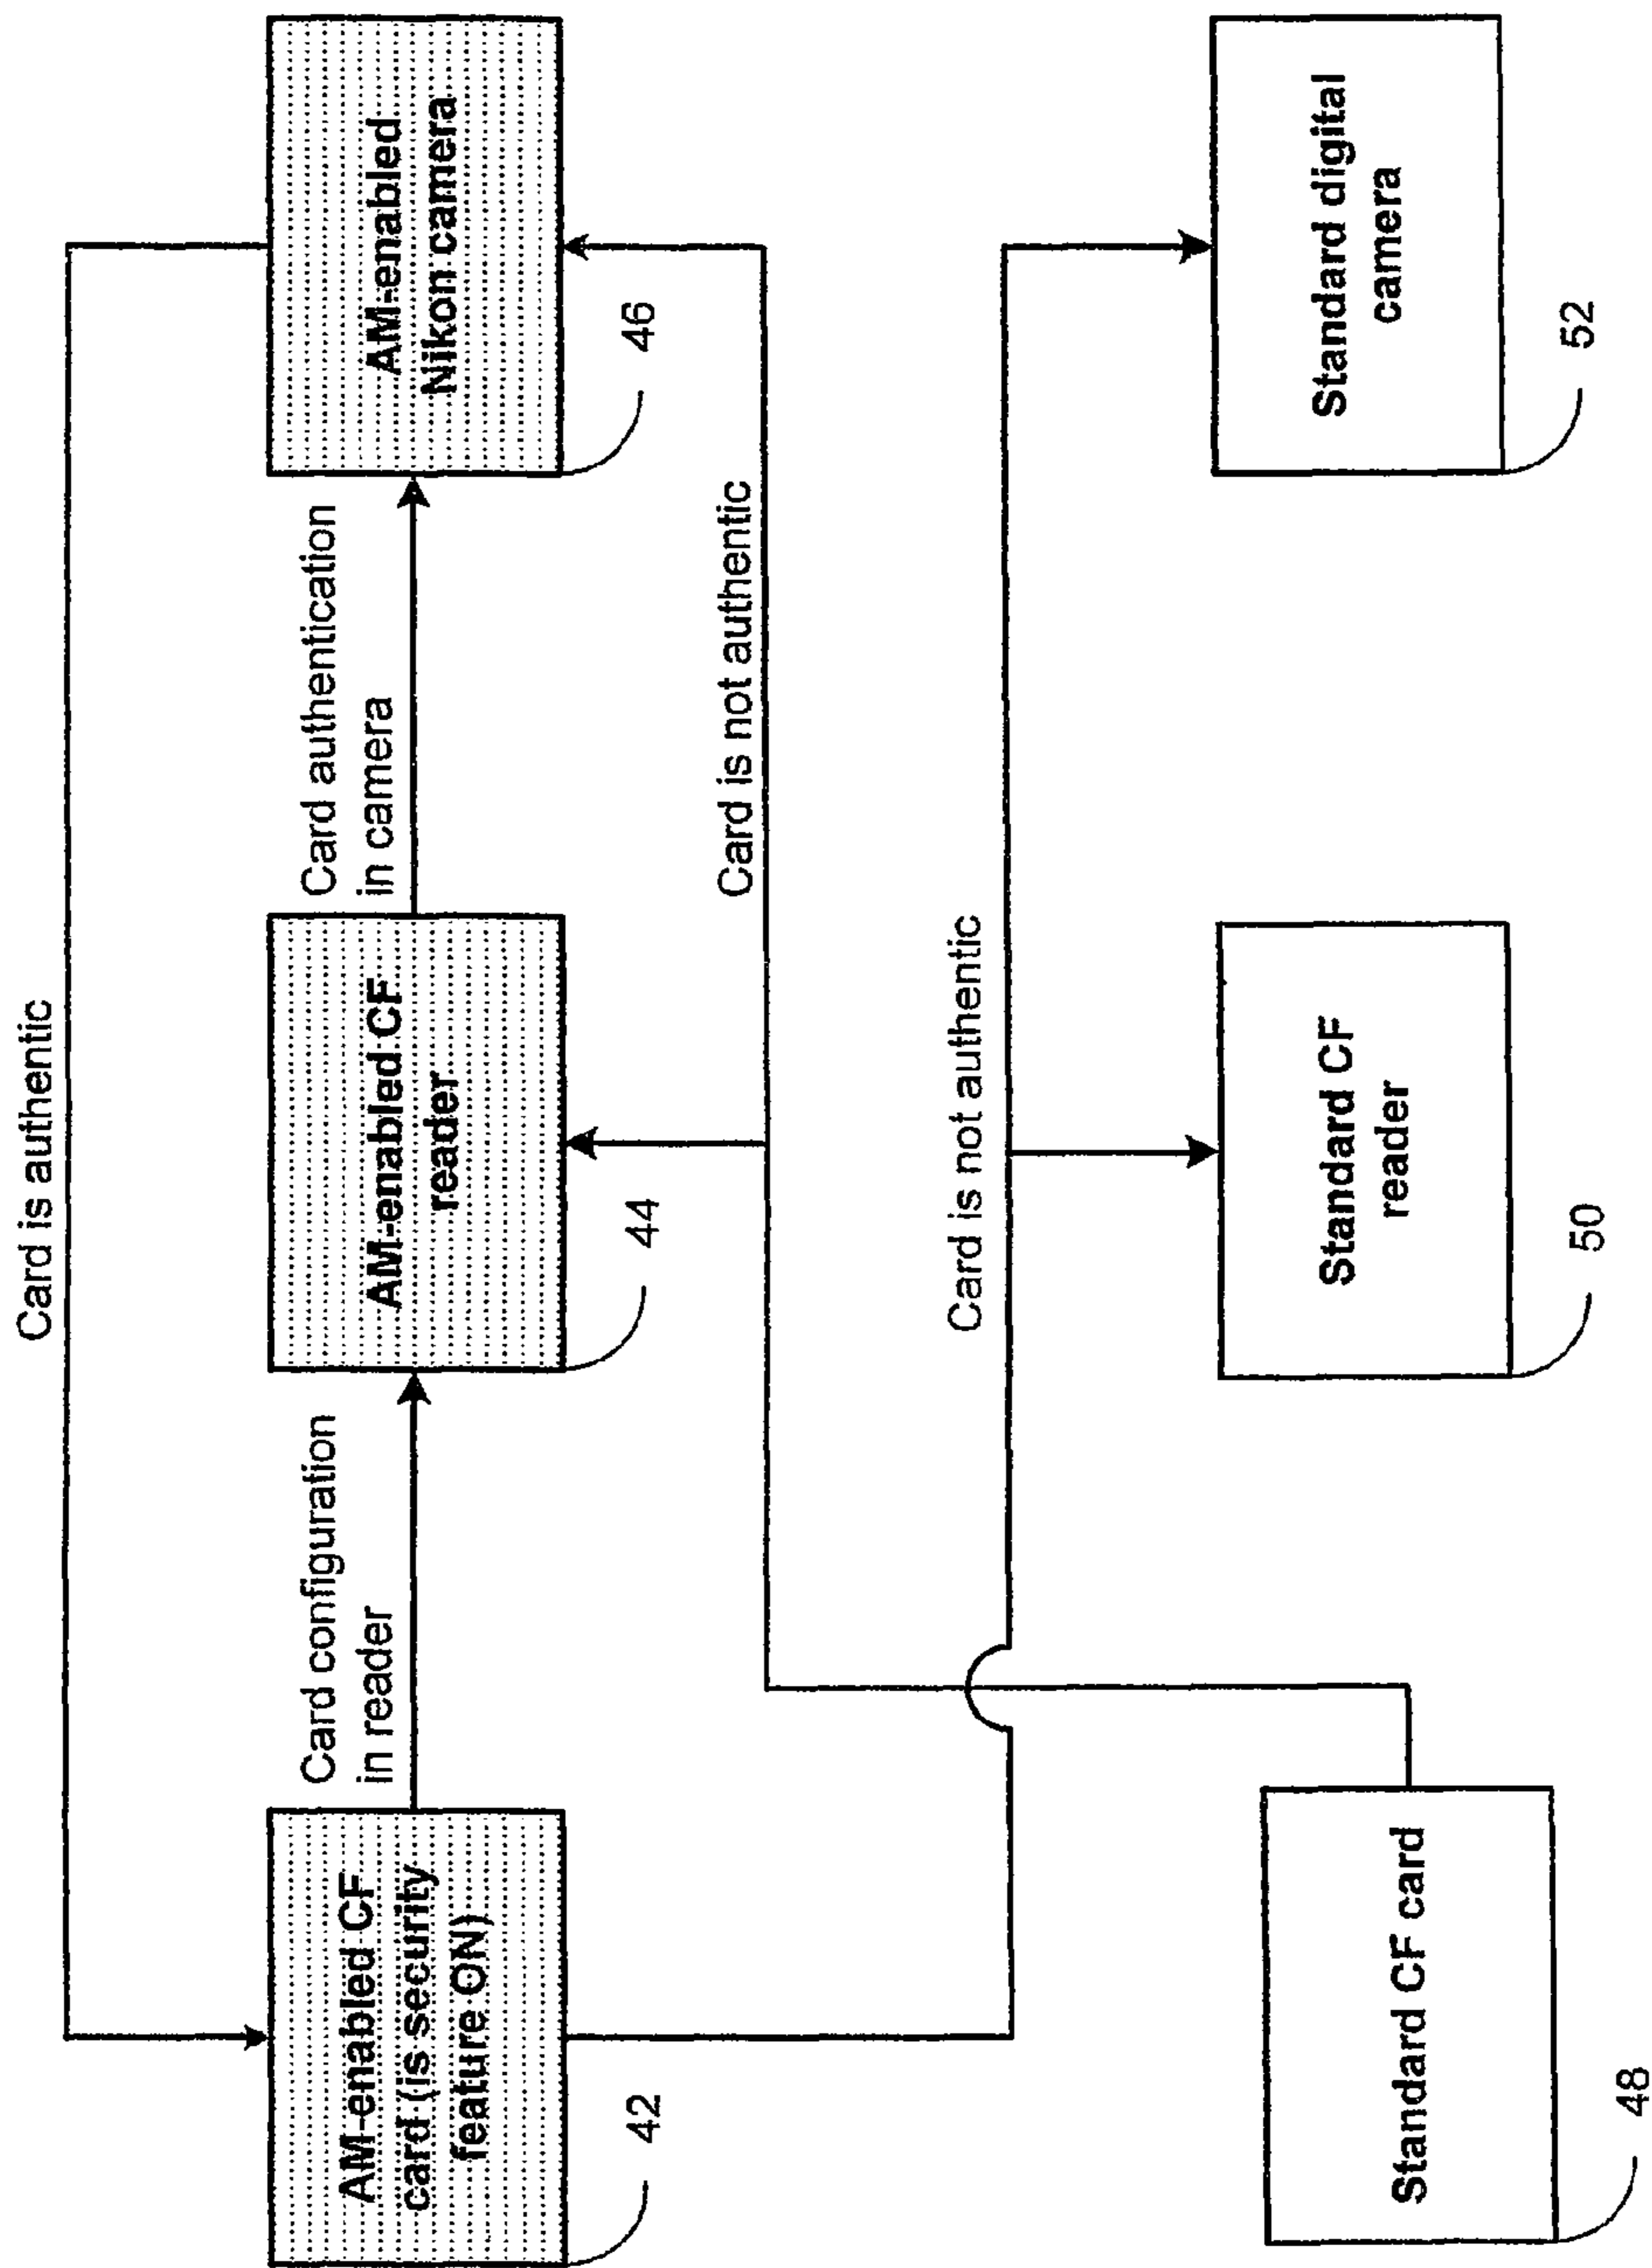 Card is authentic
AM-enabled CF
card (is security
feature ON)
42
Card configuration
in reader
AM-enabled CF
reader
44
Card authentication
in camera
AM-enabled
Nikon camera
46
Card is not authentic
Card is not authentic
Standard CF card
48
Standard CF
reader
50
Standard digital
camera
52